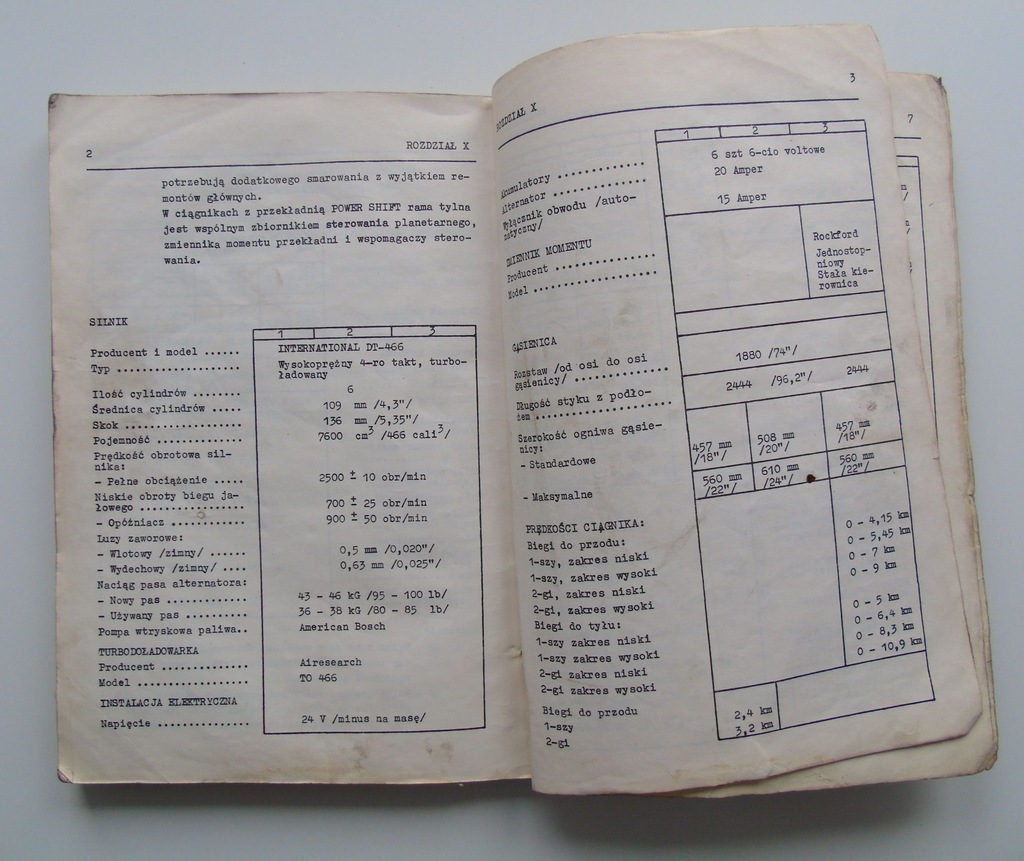 2 ROZDZIAŁ X
potrzebują dodatkowego smarowania z wyjątkiem re-
montów głównych.
W ciągnikach z przekładnią POWER SHIFT rama tylna
jest wspólnym zbiornikiem sterowania planetarnego,
zmiennika momentu przekładni i wspomagaczy stero-
wania.
SILNIK
1 2 3
Producent i model ...... INTERNATIONAL DT-466
Typ .................. Wysokoprężny 4-ro takt, turbo-
ładowany
Ilość cylindrów ........ 6
Średnica cylindrów ..... 109 mm /4,3"/
Skok ................. 136 mm /5,35"/
Pojemność ............. 7600 cm3 /466 cali3/
Prędkość obrotowa sil-
nika:
- Pełne obciążenie ..... 2500 ± 10 obr/min
Niskie obroty biegu ja-
łowego ................ 700 ± 25 obr/min
- Opóźniacz ........... 900 ± 50 obr/min
Luzy zaworowe:
- Wlotowy /zimny/ ...... 0,5 mm /0,020"/
- Wydechowy /zimny/ .... 0,63 mm /0,025"/
Naciąg pasa alternatora:
- Nowy pas ............ 43 - 46 kG /95 - 100 lb/
- Używany pas ......... 36 - 38 kG /80 - 85 lb/
Pompa wtryskowa paliwa.. American Bosch
TURBODOŁADOWARKA
Producent ............. Airesearch
Model ................ TO 466
INSTALACJA ELEKTRYCZNA
Napięcie ............. 24 V /minus na masę/
ROZDZIAŁ X 3
1 2 3
Akumulatory ............ 6 szt 6-cio voltowe
Alternator ............. 20 Amper
Wyłącznik obwodu /auto-
matyczny/ 15 Amper
ZMIENNIK MOMENTU
Producent .............. Rockford
Model ................. Jednostop-
niowy
Stała kie-
rownica
GĄSIENICA
Rozstaw /od osi do osi
gąsienicy/ ............. 1880 /74"/
Długość styku z podło-
żem ................... 2444 /96,2"/ 2444
Szerokość ogniwa gąsie-
nicy:
- Standardowe 457 mm /18"/ 508 mm /20"/ 457 mm /18"/
- Maksymalne 560 mm /22"/ 610 mm /24"/ 560 mm /22"/
PRĘDKOŚCI CIĄGNIKA:
Biegi do przodu:
1-szy, zakres niski 0 - 4,15 km
1-szy, zakres wysoki 0 - 5,45 km
2-gi, zakres niski 0 - 7 km
2-gi, zakres wysoki 0 - 9 km
Biegi do tyłu:
1-szy zakres niski 0 - 5 km
1-szy zakres wysoki 0 - 6,4 km
2-gi zakres niski 0 - 8,3 km
2-gi zakres wysoki 0 - 10,9 km
Biegi do przodu
1-szy 2,4 km
2-gi 3,2 km
7